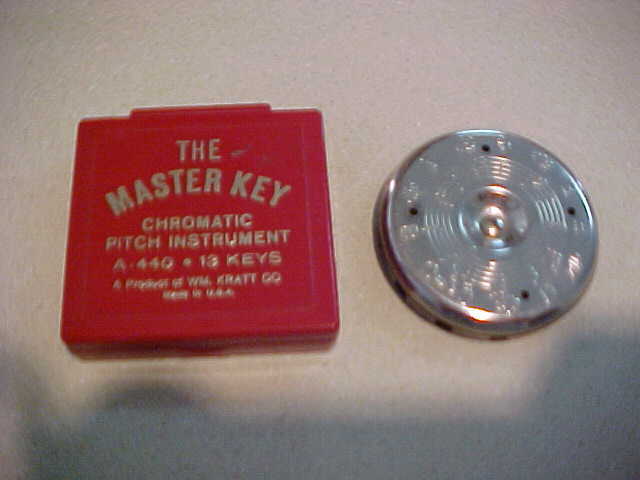 THE
MASTER KEY
CHROMATIC
PITCH INSTRUMENT
A-440 • 13 KEYS
A Product of WM. KRATT CO
Made in U.S.A.